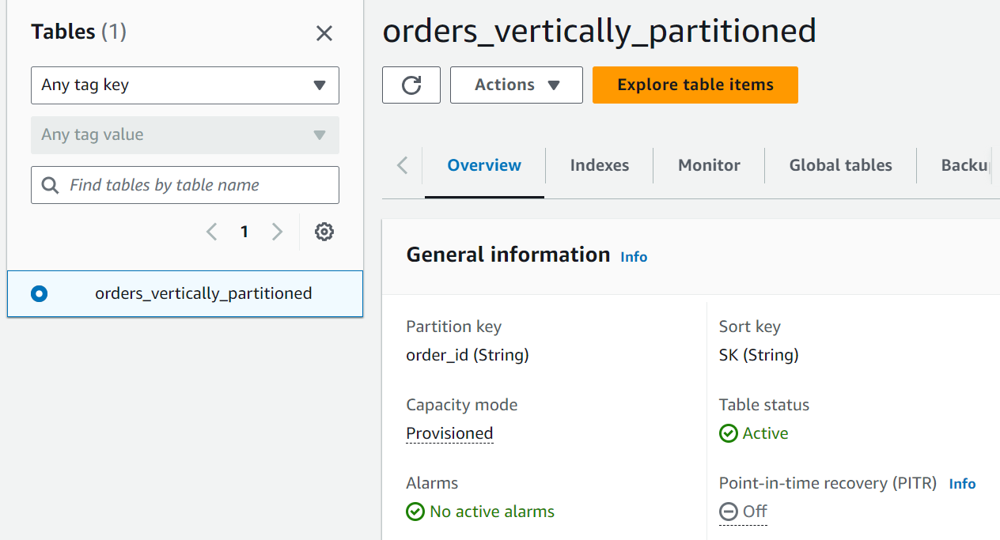 Tables (1)
Any tag key
Any tag value
Find tables by table name
1
orders_vertically_partitioned
orders_vertically_partitioned
Actions
Explore table items
Overview
Indexes
Monitor
Global tables
General information Info
Partition key
order_id (String)
Sort key
SK (String)
Capacity mode
Provisioned
Table status
Active
Alarms
No active alarms
Point-in-time recovery (PITR) Info
Off